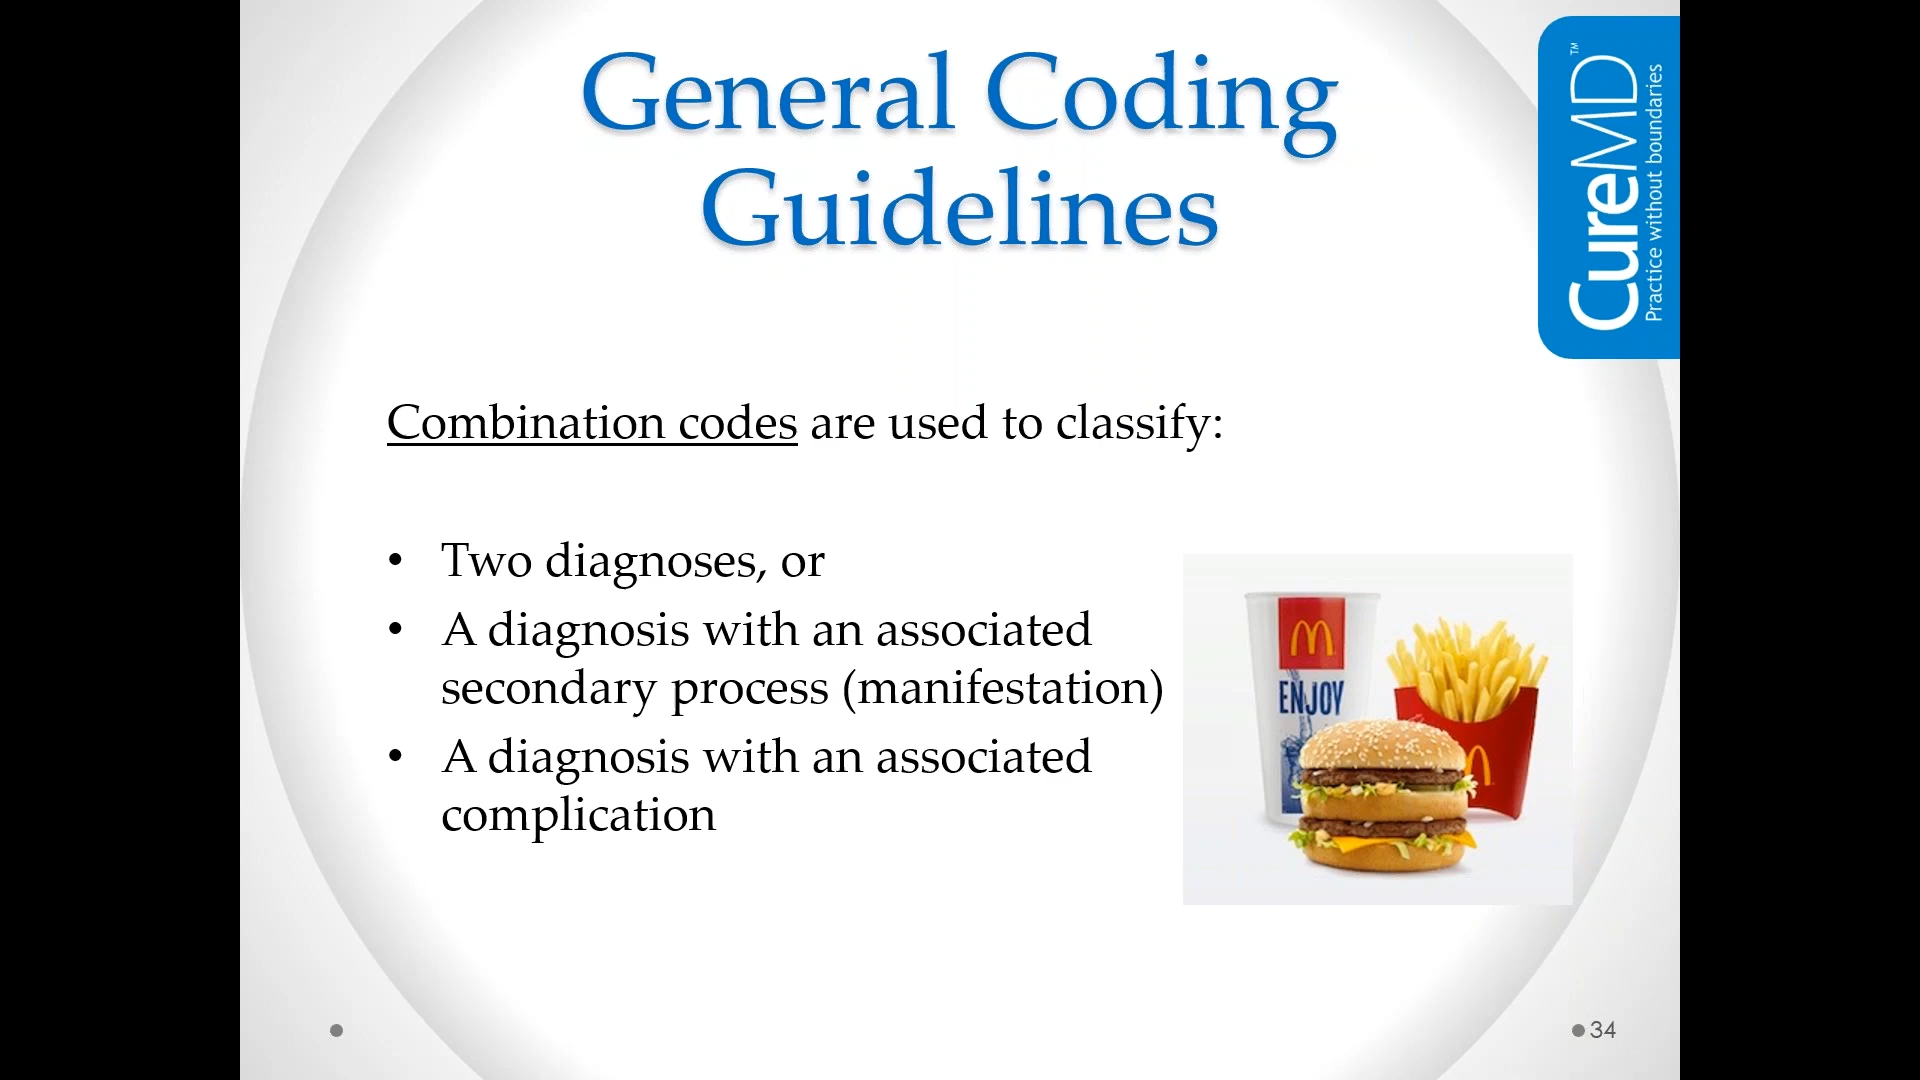 General Coding
Guidelines
CureMD™
Practice without boundaries
Combination codes are used to classify:
• Two diagnoses, or
• A diagnosis with an associated
secondary process (manifestation)
• A diagnosis with an associated
complication
M
ENJOY
M
34